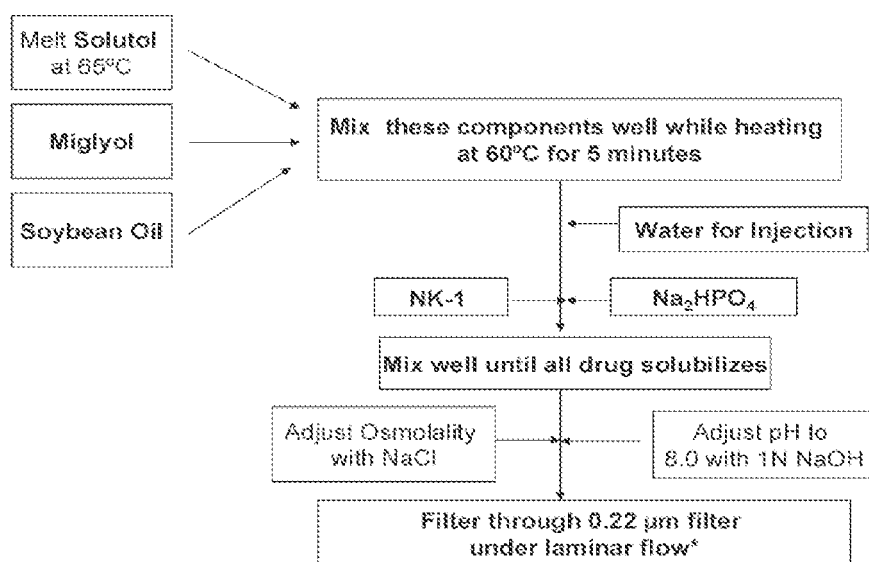 Melt Solutol
at 65ºC
Miglyol
Soybean Oil
Mix these components well while heating
at 60ºC for 5 minutes
Water for Injection
NK-1
Na₂HPO₄
Mix well until all drug solubilizes
Adjust Osmolality
with NaCl
Adjust pH to
8.0 with 1N NaOH
Filter through 0.22 µm filter
under laminar flow*